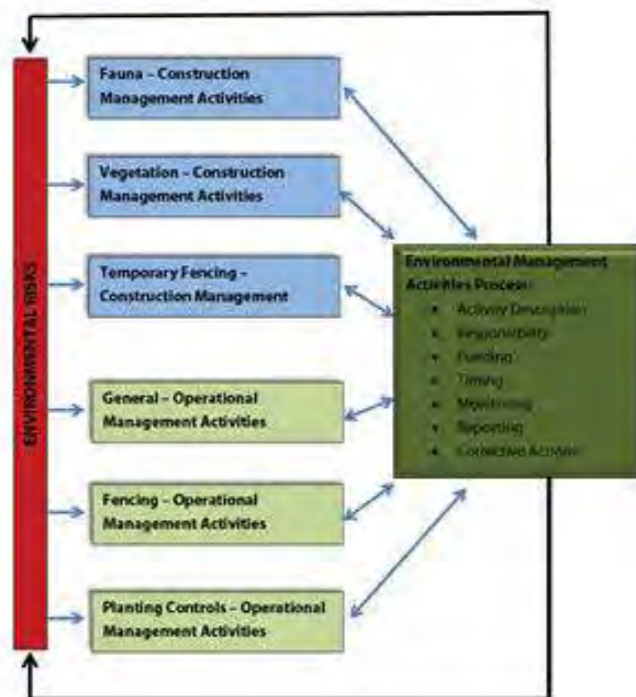 ENVIRONMENTAL RISKS
Fauna – Construction
Management Activities
Vegetation – Construction
Management Activities
Temporary Fencing –
Construction Management
General – Operational
Management Activities
Fencing – Operational
Management Activities
Planting Controls – Operational
Management Activities
Environmental Management
Activities Process:
• Activity Description
• Responsibility
• Funding
• Timing
• Monitoring
• Reporting
• Corrective Actions